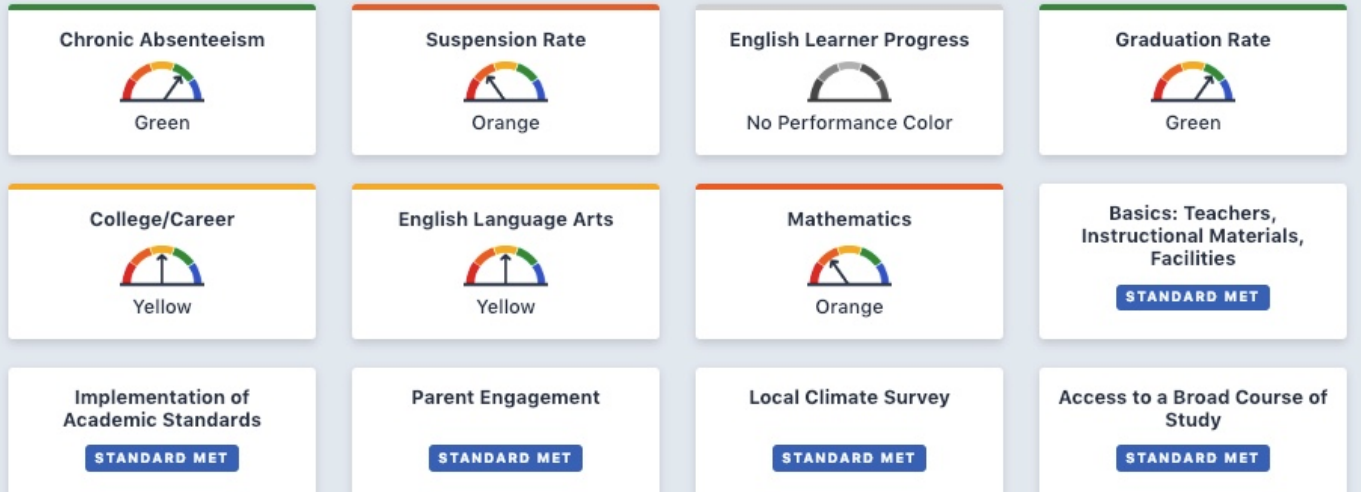 Chronic Absenteeism
Suspension Rate
English Learner Progress
Graduation Rate
Green
Orange
No Performance Color
Green
College/Career
English Language Arts
Mathematics
Basics: Teachers,
Instructional Materials,
Facilities
Yellow
Yellow
Orange
STANDARD MET
Implementation of
Academic Standards
Parent Engagement
Local Climate Survey
Access to a Broad Course of
Study
STANDARD MET
STANDARD MET
STANDARD MET
STANDARD MET